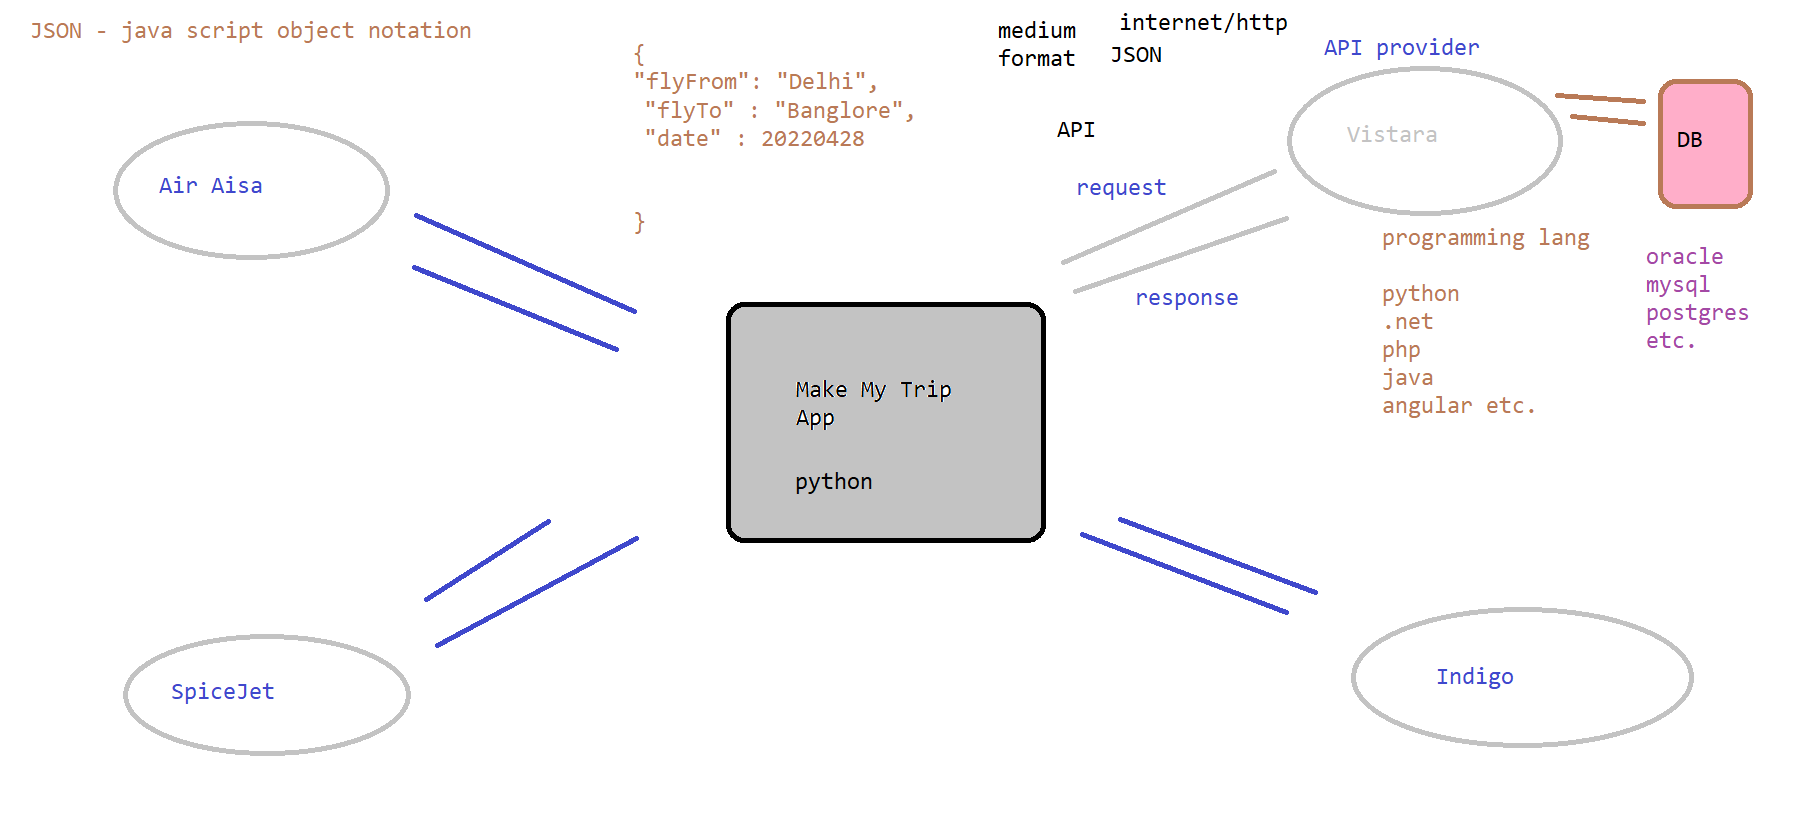 JSON - java script object notation
{
"flyFrom": "Delhi",
"flyTo" : "Banglore",
"date" : 20220428
}
medium internet/http
format JSON
API
request
response
API provider
Vistara
DB
programming lang
python
.net
php
java
angular etc.
oracle
mysql
postgres
etc.
Air Aisa
Make My Trip
App
python
SpiceJet
Indigo